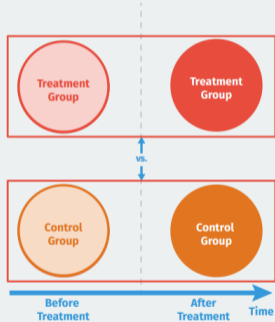 Treatment
Group
Treatment
Group
vs.
Control
Group
Control
Group
Before
Treatment
After
Treatment
Time